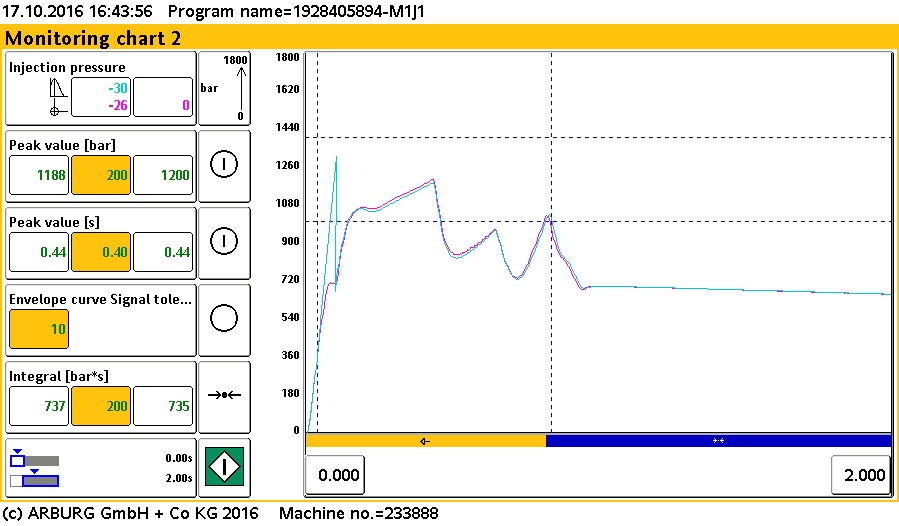 17.10.2016 16:43:56 Program name=1928405894-M1J1
Monitoring chart 2
Injection pressure
-30
-26 0
1800
bar
0
Peak value [bar]
1188 200 1200
Peak value [s]
0.44 0.40 0.44
Envelope curve Signal tole...
10
Integral [bar*s]
737 200 735
0.00s
2.00s
1800
1620
1440
1260
1080
900
720
540
360
180
0
0.000 2.000
(c) ARBURG GmbH + Co KG 2016 Machine no.=233888